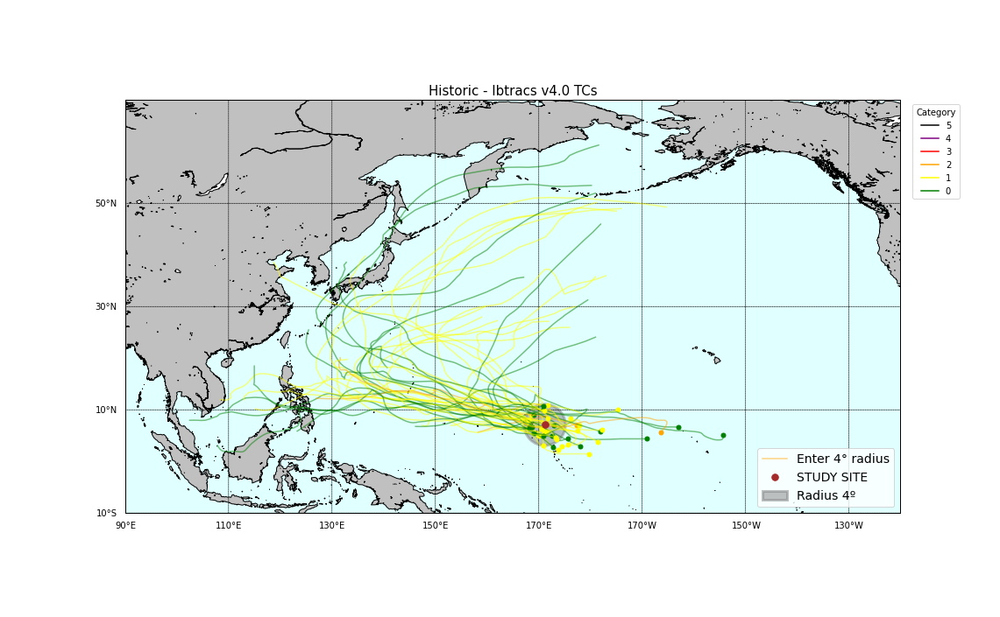 Historic - Ibtracs v4.0 TCs
Category
5
4
3
2
1
0
50°N
30°N
10°N
10°S
90°E
110°E
130°E
150°E
170°E
170°W
150°W
130°W
Enter 4° radius
STUDY SITE
Radius 4º